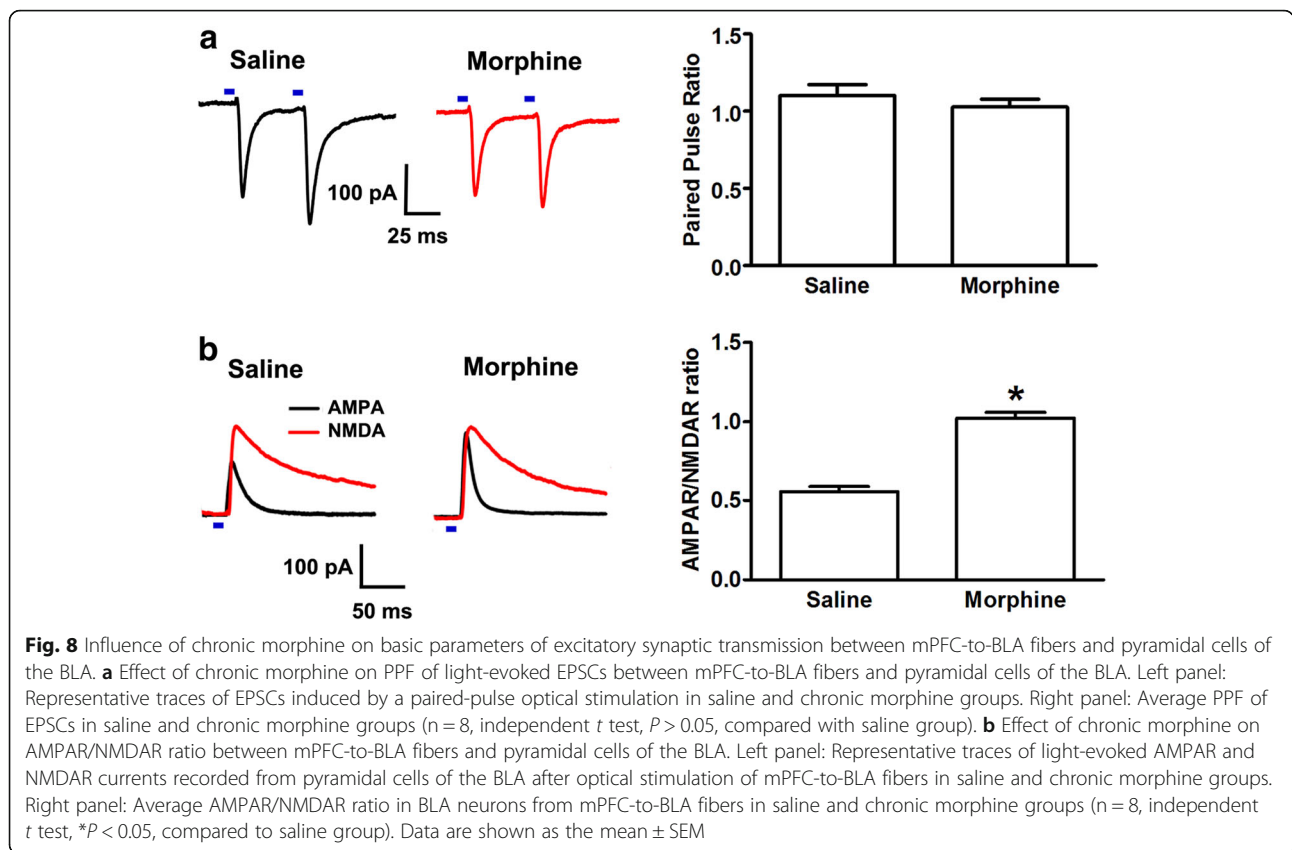 a
Saline
Morphine
100 pA
25 ms
Paired Pulse Ratio
1.5
1.0
0.5
0.0
Saline
Morphine
b
Saline
Morphine
AMPA
NMDA
100 pA
50 ms
AMPAR/NMDAR ratio
1.5
1.0
0.5
0.0
*
Saline
Morphine
Fig. 8 Influence of chronic morphine on basic parameters of excitatory synaptic transmission between mPFC-to-BLA fibers and pyramidal cells of
the BLA. a Effect of chronic morphine on PPF of light-evoked EPSCs between mPFC-to-BLA fibers and pyramidal cells of the BLA. Left panel:
Representative traces of EPSCs induced by a paired-pulse optical stimulation in saline and chronic morphine groups. Right panel: Average PPF of
EPSCs in saline and chronic morphine groups (n = 8, independent t test, P > 0.05, compared with saline group). b Effect of chronic morphine on
AMPAR/NMDAR ratio between mPFC-to-BLA fibers and pyramidal cells of the BLA. Left panel: Representative traces of light-evoked AMPAR and
NMDAR currents recorded from pyramidal cells of the BLA after optical stimulation of mPFC-to-BLA fibers in saline and chronic morphine groups.
Right panel: Average AMPAR/NMDAR ratio in BLA neurons from mPFC-to-BLA fibers in saline and chronic morphine groups (n = 8, independent
t test, *P < 0.05, compared to saline group). Data are shown as the mean ± SEM